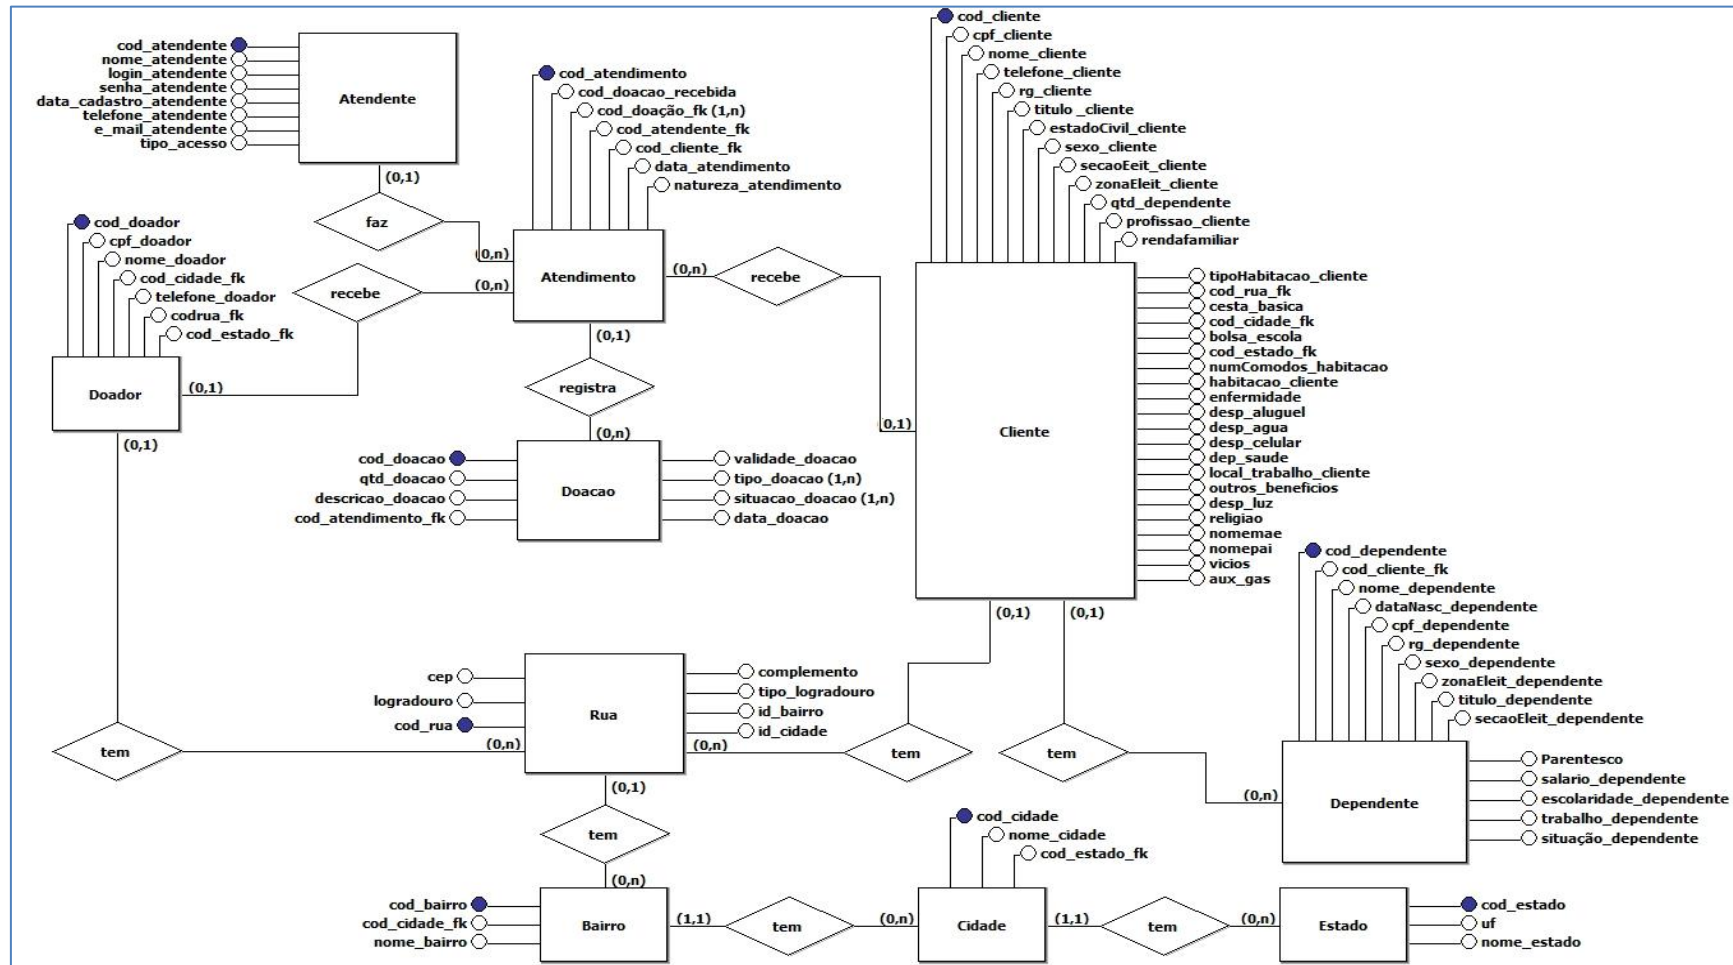 cod_atendente
nome_atendente
login_atendente
senha_atendente
data_cadastro_atendente
telefone_atendente
e_mail_atendente
tipo_acesso
Atendente
(0,1)
faz
(0,n)
cod_atendimento
cod_doacao_recebida
cod_doação_fk (1,n)
cod_atendente_fk
cod_cliente_fk
data_atendimento
natureza_atendimento
Atendimento
(0,n)
recebe
(0,1)
cod_doador
cpf_doador
nome_doador
cod_cidade_fk
telefone_doador
codrua_fk
cod_estado_fk
Doador
(0,1)
recebe
(0,n)
(0,1)
(0,1)
registra
(0,n)
cod_doacao
qtd_doacao
descricao_doacao
cod_atendimento_fk
Doacao
validade_doacao
tipo_doacao (1,n)
situacao_doacao (1,n)
data_doacao
cod_cliente
cpf_cliente
nome_cliente
telefone_cliente
rg_cliente
titulo _cliente
estadoCivil_cliente
sexo_cliente
secaoEeit_cliente
zonaEleit_cliente
qtd_dependente
profissao_cliente
rendafamiliar
Cliente
tipoHabitacao_cliente
cod_rua_fk
cesta_basica
cod_cidade_fk
bolsa_escola
cod_estado_fk
numComodos_habitacao
habitacao_cliente
enfermidade
desp_aluguel
desp_agua
desp_celular
dep_saude
local_trabalho_cliente
outros_beneficios
desp_luz
religiao
nomemae
nomepai
vicios
aux_gas
(0,1)
(0,1)
cod_dependente
cod_cliente_fk
nome_dependente
dataNasc_dependente
cpf_dependente
rg_dependente
sexo_dependente
zonaEleit_dependente
titulo_dependente
secaoEleit_dependente
Dependente
Parentesco
salario_dependente
escolaridade_dependente
trabalho_dependente
situação_dependente
tem
(0,n)
cep
logradouro
cod_rua
Rua
complemento
tipo_logradouro
id_bairro
id_cidade
tem
(0,n)
(0,n)
tem
(0,1)
tem
(0,n)
cod_bairro
cod_cidade_fk
nome_bairro
Bairro
(1,1)
tem
(0,n)
cod_cidade
nome_cidade
cod_estado_fk
Cidade
(1,1)
tem
(0,n)
Estado
cod_estado
uf
nome_estado